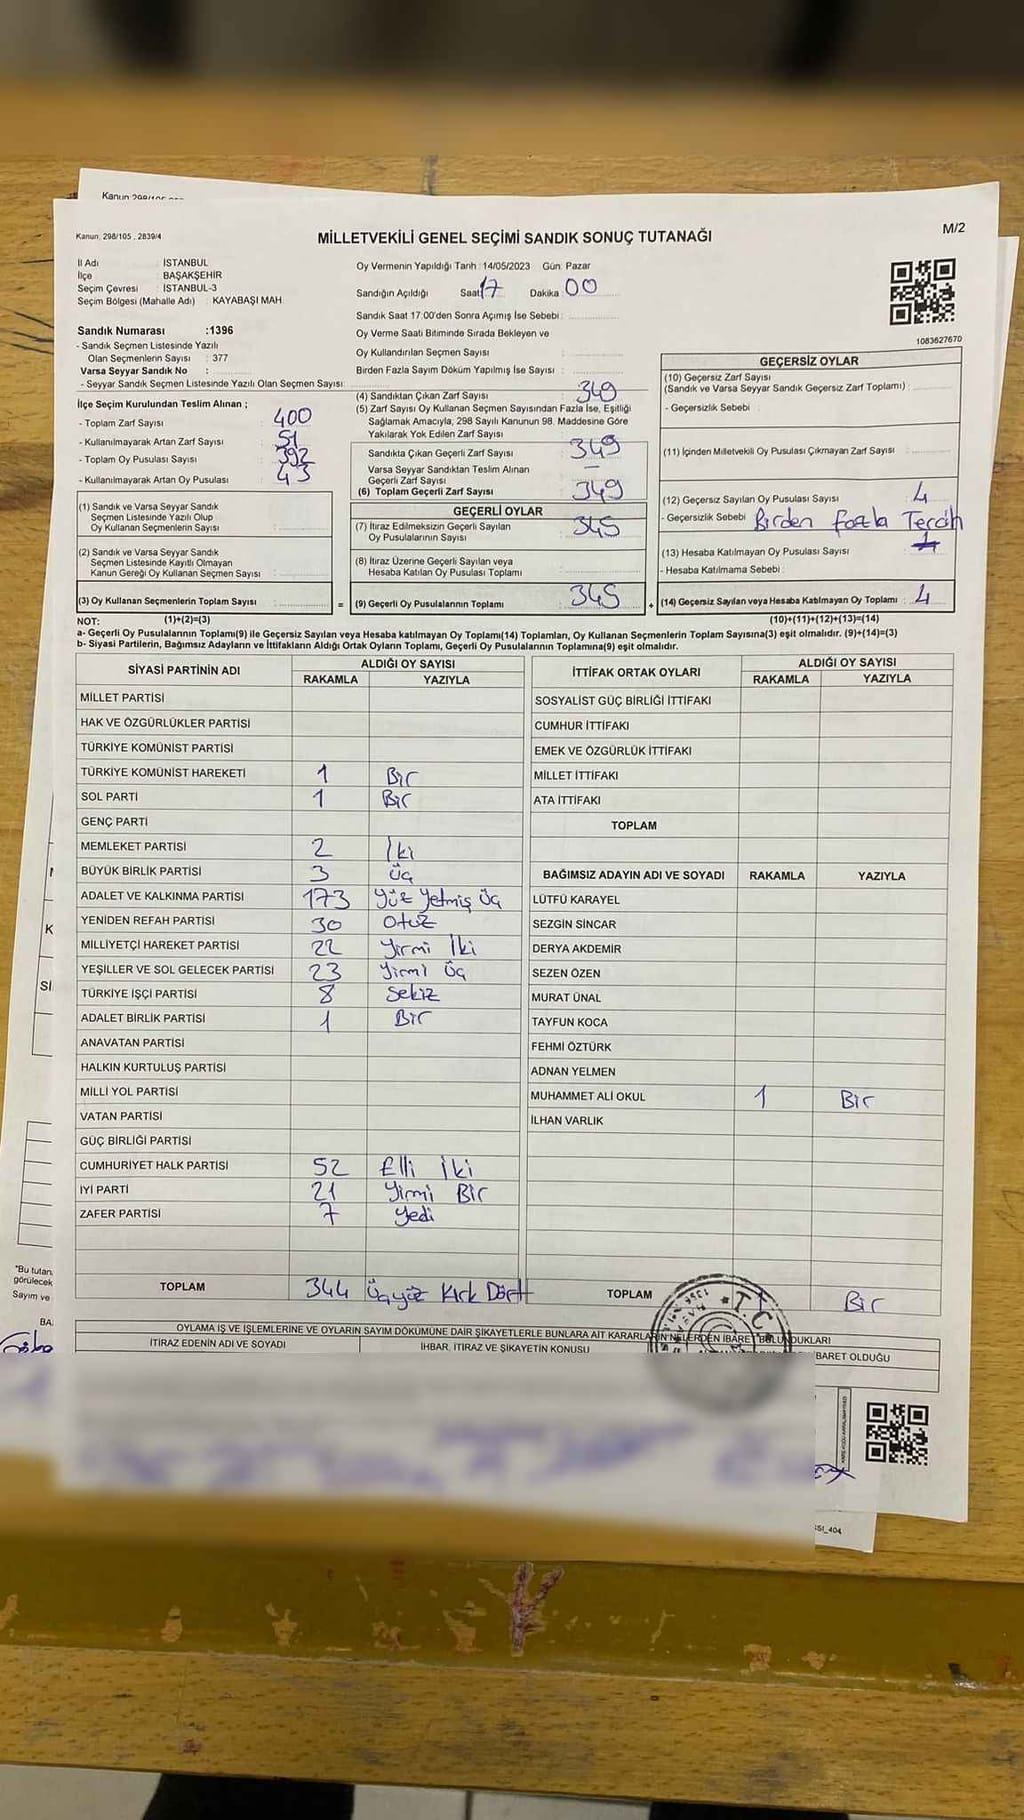 Kanun 298/105
Kanun, 298/105 , 2839/4
MİLLETVEKİLİ GENEL SEÇİMİ SANDIK SONUÇ TUTANAĞI
M/2
İl Adı : İSTANBUL
İlçe : BAŞAKŞEHİR
Seçim Çevresi : İSTANBUL-3
Seçim Bölgesi (Mahalle Adı) : KAYABAŞI MAH.
Oy Vermenin Yapıldığı Tarih : 14/05/2023 Gün: Pazar
Sandığın Açıldığı Saat 17 Dakika 00
Sandık Saat 17:00'den Sonra Açımış İse Sebebi :
Oy Verme Saati Bitiminde Sırada Bekleyen ve
Oy Kullandırılan Seçmen Sayısı :
Birden Fazla Sayım Döküm Yapılmış İse Sayısı :
1083627670
Sandık Numarası :1396
- Sandık Seçmen Listesinde Yazılı
Olan Seçmenlerin Sayısı : 377
Varsa Seyyar Sandık No :
- Seyyar Sandık Seçmen Listesinde Yazılı Olan Seçmen Sayısı:
İlçe Seçim Kurulundan Teslim Alınan ;
- Toplam Zarf Sayısı : 400
- Kullanılmayarak Artan Zarf Sayısı : 51
- Toplam Oy Pusulası Sayısı : 392
- Kullanılmayarak Artan Oy Pusulası : 43
(1) Sandık ve Varsa Seyyar Sandık
Seçmen Listesinde Yazılı Olup
Oy Kullanan Seçmenlerin Sayısı :
(2) Sandık ve Varsa Seyyar Sandık
Seçmen Listesinde Kayıtlı Olmayan
Kanun Gereği Oy Kullanan Seçmen Sayısı :
(3) Oy Kullanan Seçmenlerin Toplam Sayısı :
=
(4) Sandıktan Çıkan Zarf Sayısı : 349
(5) Zarf Sayısı Oy Kullanan Seçmen Sayısından Fazla İse, Eşitliği
Sağlamak Amacıyla, 298 Sayılı Kanunun 98. Maddesine Göre
Yakılarak Yok Edilen Zarf Sayısı :
Sandıkta Çıkan Geçerli Zarf Sayısı : 349
Varsa Seyyar Sandıktan Teslim Alınan
Geçerli Zarf Sayısı : -
(6) Toplam Geçerli Zarf Sayısı : 349
GEÇERLİ OYLAR
(7) İtiraz Edilmeksizin Geçerli Sayılan
Oy Pusulalarının Sayısı : 345
(8) İtiraz Üzerine Geçerli Sayılan veya
Hesaba Katılan Oy Pusulası Toplamı :
(9) Geçerli Oy Pusulalarının Toplamı : 345
+
GEÇERSİZ OYLAR
(10) Geçersiz Zarf Sayısı
(Sandık ve Varsa Seyyar Sandık Geçersiz Zarf Toplamı) :
- Geçersizlik Sebebi :
(11) İçinden Milletvekili Oy Pusulası Çıkmayan Zarf Sayısı :
(12) Geçersiz Sayılan Oy Pusulası Sayısı : 4
- Geçersizlik Sebebi : Birden fazla Tercih
(13) Hesaba Katılmayan Oy Pusulası Sayısı :
- Hesaba Katılmama Sebebi :
(14) Geçersiz Sayılan veya Hesaba Katılmayan Oy Toplamı : 4
NOT: (1)+(2)=(3) (10)+(11)+(12)+(13)=(14)
a- Geçerli Oy Pusulalarının Toplamı(9) ile Geçersiz Sayılan veya Hesaba katılmayan Oy Toplamı(14) Toplamları, Oy Kullanan Seçmenlerin Toplam Sayısına(3) eşit olmalıdır. (9)+(14)=(3)
b- Siyasi Partilerin, Bağımsız Adayların ve İttifakların Aldığı Ortak Oyların Toplamı, Geçerli Oy Pusulalarının Toplamına(9) eşit olmalıdır.
SİYASİ PARTİNİN ADI ALDIĞI OY SAYISI
RAKAMLA YAZIYLA
MİLLET PARTİSİ
HAK VE ÖZGÜRLÜKLER PARTİSİ
TÜRKİYE KOMÜNİST PARTİSİ
TÜRKİYE KOMÜNİST HAREKETİ 1 Bir
SOL PARTİ 1 Bir
GENÇ PARTİ
MEMLEKET PARTİSİ 2 İki
BÜYÜK BİRLİK PARTİSİ 3 Üç
ADALET VE KALKINMA PARTİSİ 173 Yüz Yetmiş Üç
YENİDEN REFAH PARTİSİ 30 Otuz
MİLLİYETÇİ HAREKET PARTİSİ 22 Yirmi İki
YEŞİLLER VE SOL GELECEK PARTİSİ 23 Yirmi Üç
TÜRKİYE İŞÇİ PARTİSİ 8 Sekiz
ADALET BİRLİK PARTİSİ 1 Bir
ANAVATAN PARTİSİ
HALKIN KURTULUŞ PARTİSİ
MİLLİ YOL PARTİSİ
VATAN PARTİSİ
GÜÇ BİRLİĞİ PARTİSİ
CUMHURİYET HALK PARTİSİ 52 Elli İki
İYİ PARTİ 21 Yirmi Bir
ZAFER PARTİSİ 7 Yedi
TOPLAM 344 Üçyüz Kırk Dört
İTTİFAK ORTAK OYLARI ALDIĞI OY SAYISI
RAKAMLA YAZIYLA
SOSYALİST GÜÇ BİRLİĞİ İTTİFAKI
CUMHUR İTTİFAKI
EMEK VE ÖZGÜRLÜK İTTİFAKI
MİLLET İTTİFAKI
ATA İTTİFAKI
TOPLAM
BAĞIMSIZ ADAYIN ADI VE SOYADI RAKAMLA YAZIYLA
LÜTFÜ KARAYEL
SEZGİN SİNCAR
DERYA AKDEMİR
SEZEN ÖZEN
MURAT ÜNAL
TAYFUN KOCA
FEHMİ ÖZTÜRK
ADNAN YELMEN
MUHAMMET ALİ OKUL 1 Bir
İLHAN VARLIK
TOPLAM 1 Bir
T.C.
OYLAMA İŞ VE İŞLEMLERİNE VE OYLARIN SAYIM DÖKÜMÜNE DAİR ŞİKAYETLERLE BUNLARA AİT KARARLARIN NELERDEN İBARET BULUNDUKLARI
İTİRAZ EDENİN ADI VE SOYADI İHBAR, İTİRAZ VE ŞİKAYETİN KONUSU BARET OLDUĞU
"Bu tutan
görülecek
Sayım ve
BA